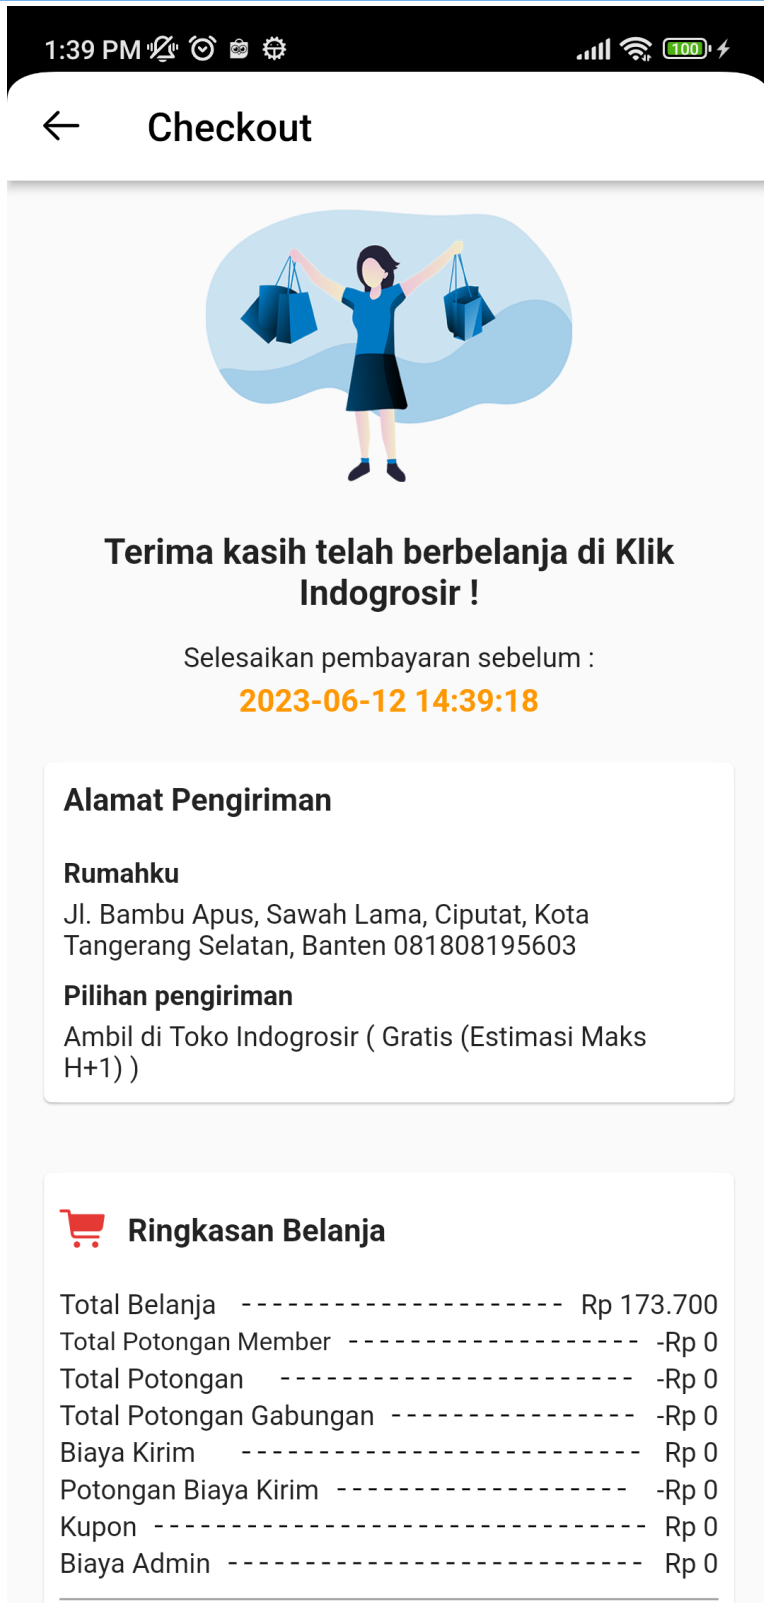 1:39 PM
100
Checkout
Terima kasih telah berbelanja di Klik
Indogrosir !
Selesaikan pembayaran sebelum :
2023-06-12 14:39:18
Alamat Pengiriman
Rumahku
Jl. Bambu Apus, Sawah Lama, Ciputat, Kota
Tangerang Selatan, Banten 081808195603
Pilihan pengiriman
Ambil di Toko Indogrosir ( Gratis (Estimasi Maks
H+1) )
Ringkasan Belanja
Total Belanja --------------------- Rp 173.700
Total Potongan Member ------------------- -Rp 0
Total Potongan ----------------------- -Rp 0
Total Potongan Gabungan ---------------- -Rp 0
Biaya Kirim -------------------------- Rp 0
Potongan Biaya Kirim ------------------- -Rp 0
Kupon -------------------------------- Rp 0
Biaya Admin --------------------------- Rp 0